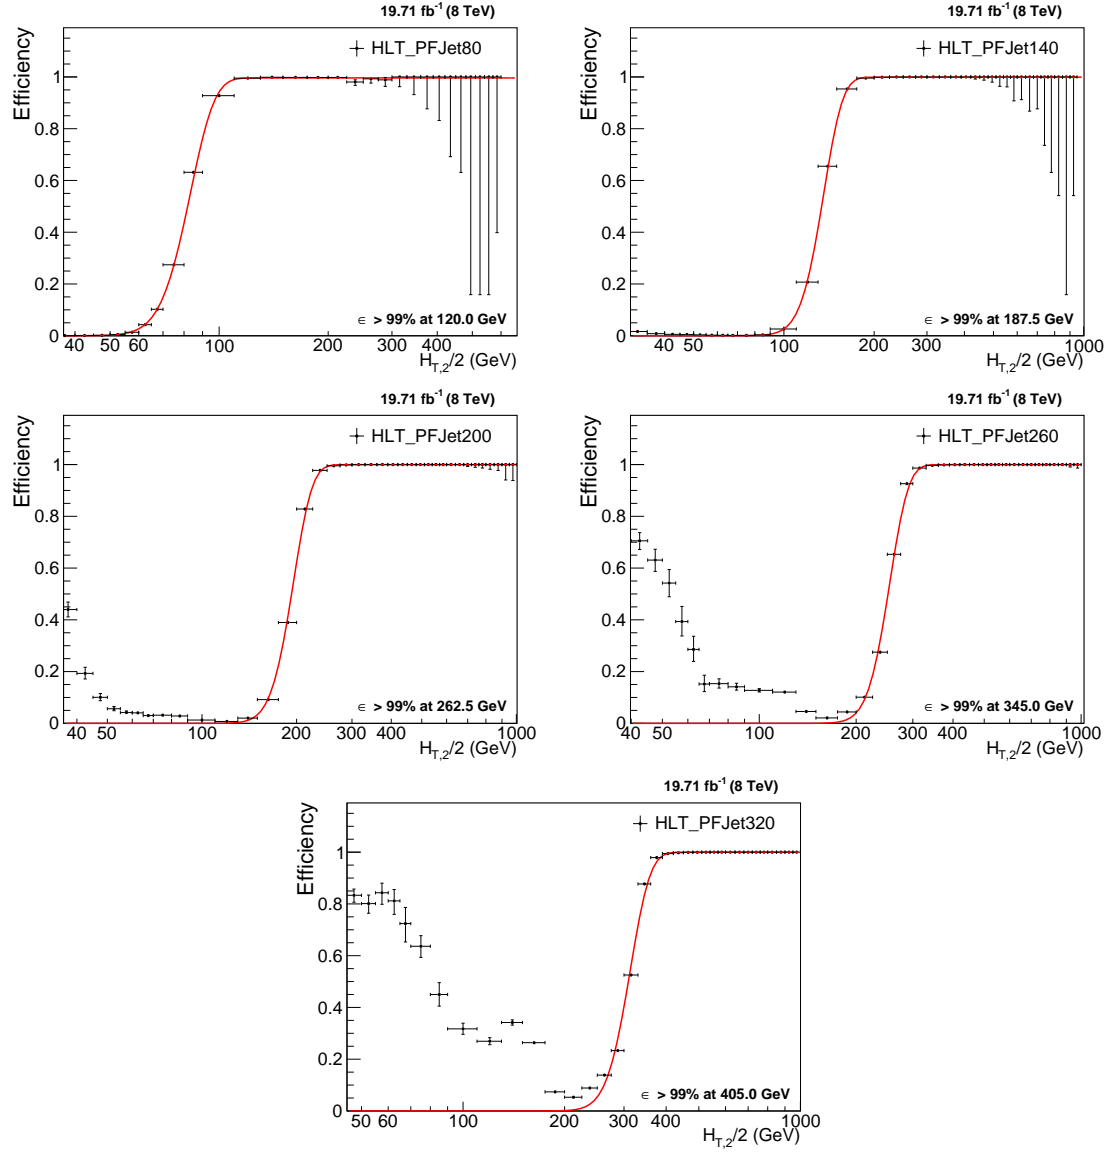 19.71 fb⁻¹ (8 TeV)
Efficiency
HLT_PFJet80
1
0.8
0.6
0.4
0.2
0
∈ > 99% at 120.0 GeV
40 50 60 100 200 300 400
H_T,2/2 (GeV)
19.71 fb⁻¹ (8 TeV)
Efficiency
HLT_PFJet140
1
0.8
0.6
0.4
0.2
0
∈ > 99% at 187.5 GeV
40 50 100 200 300 400 1000
H_T,2/2 (GeV)
19.71 fb⁻¹ (8 TeV)
Efficiency
HLT_PFJet200
1
0.8
0.6
0.4
0.2
0
∈ > 99% at 262.5 GeV
40 50 100 200 300 400 1000
H_T,2/2 (GeV)
19.71 fb⁻¹ (8 TeV)
Efficiency
HLT_PFJet260
1
0.8
0.6
0.4
0.2
0
∈ > 99% at 345.0 GeV
40 50 60 100 200 300 400 1000
H_T,2/2 (GeV)
19.71 fb⁻¹ (8 TeV)
Efficiency
HLT_PFJet320
1
0.8
0.6
0.4
0.2
0
∈ > 99% at 405.0 GeV
50 60 100 200 300 400 1000
H_T,2/2 (GeV)